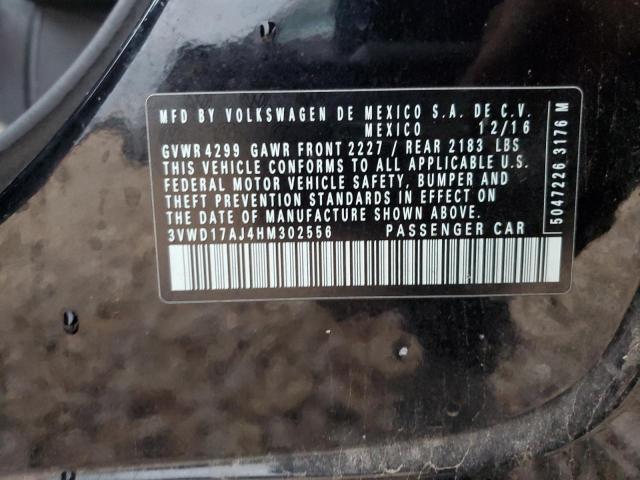 MFD BY VOLKSWAGEN DE MEXICO S.A. DE C.V.
MEXICO 12/16
GVWR 4299 GAWR FRONT 2227 / REAR 2183 LBS
THIS VEHICLE CONFORMS TO ALL APPLICABLE U.S.
FEDERAL MOTOR VEHICLE SAFETY, BUMPER AND
THEFT PREVENTION STANDARDS IN EFFECT ON
THE DATE OF MANUFACTURE SHOWN ABOVE.
3VWD17AJ4HM302556 PASSENGER CAR
5047226 3176 M